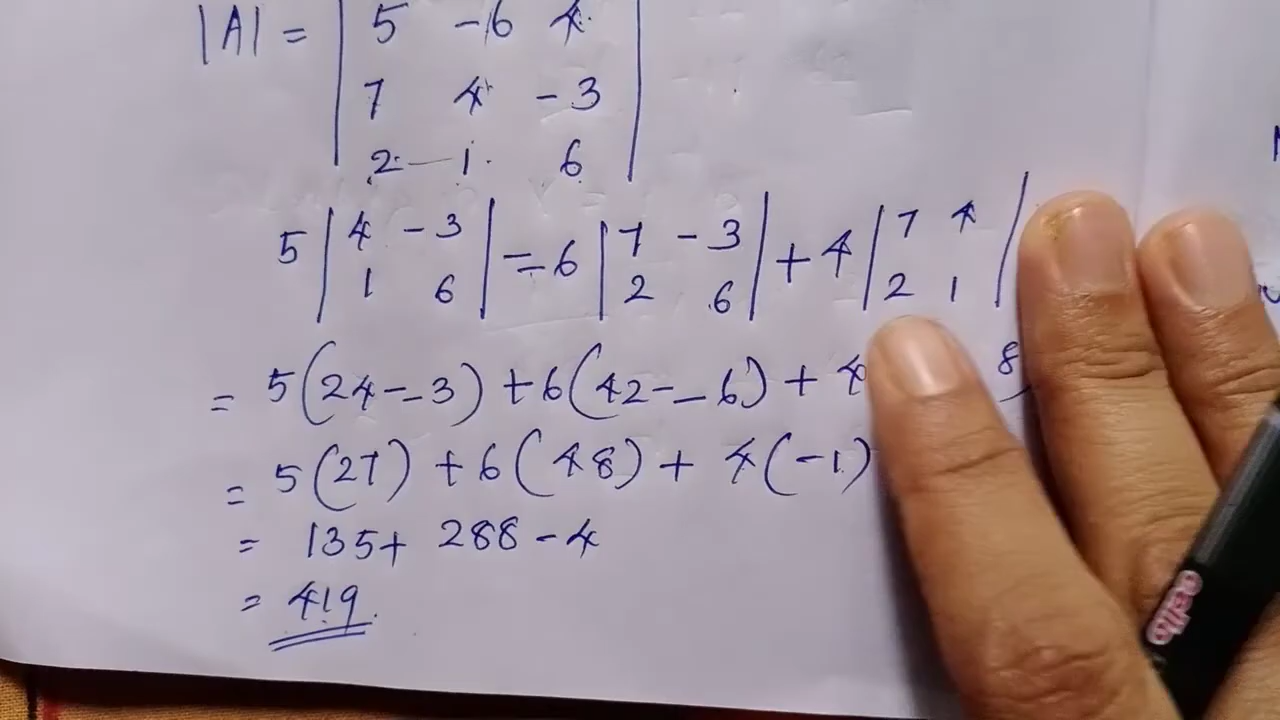 |A| = | 5 -6 4 |
| 7 4 -3 |
| 2 1 6 |
5 | 4 -3 | = 6 | 7 -3 | + 4 | 7 4 |
| 1 6 | | 2 6 | | 2 1 |
= 5(24 - -3) + 6(42 - -6) + 4 8)
= 5(27) + 6(48) + 4(-1)
= 135 + 288 - 4
= 419
cello